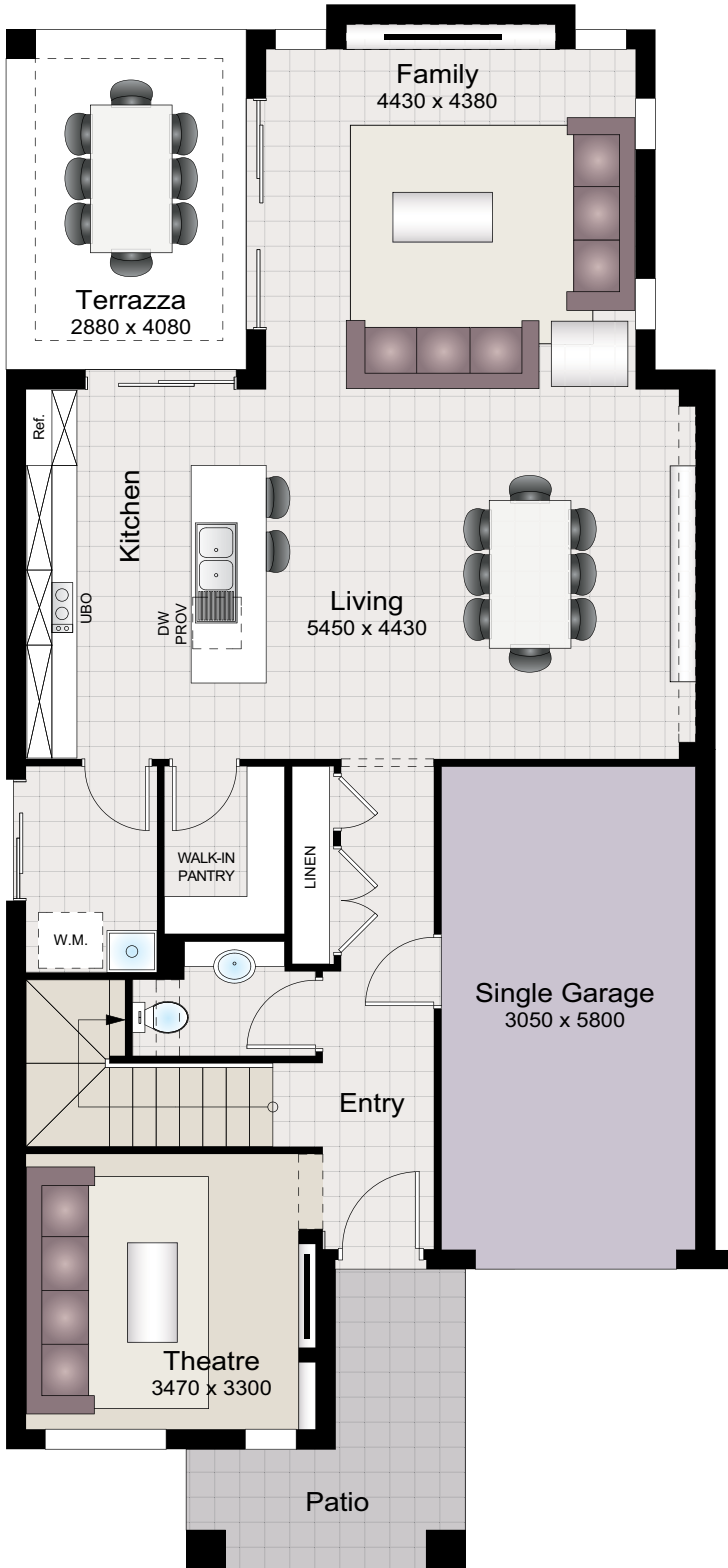 Family
4430 x 4380
Terrazza
2880 x 4080
Ref.
Kitchen
UBO
DW
PROV
Living
5450 x 4430
WALK-IN
PANTRY
LINEN
W.M.
Single Garage
3050 x 5800
Entry
Theatre
3470 x 3300
Patio